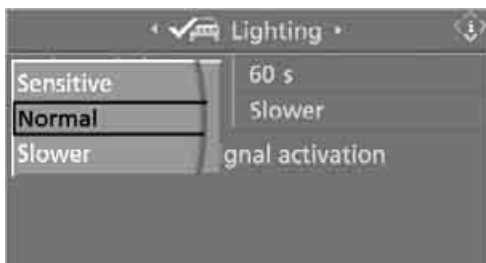 Lighting
Sensitive
60 s
Normal
Slower
Slower
gnal activation